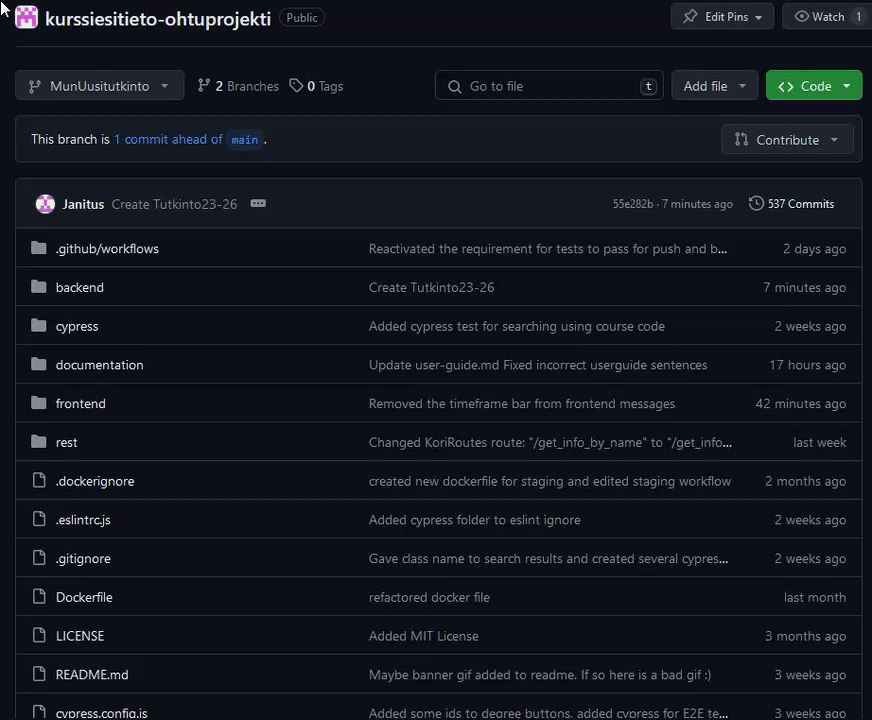 kurssiesitieto-ohtuprojekti Public Edit Pins Watch 1
MunUusitutkinto 2 Branches 0 Tags Go to file t Add file Code
This branch is 1 commit ahead of main . Contribute
Janitus Create Tutkinto23-26 55e282b · 7 minutes ago 537 Commits
.github/workflows Reactivated the requirement for tests to pass for push and b... 2 days ago
backend Create Tutkinto23-26 7 minutes ago
cypress Added cypress test for searching using course code 2 weeks ago
documentation Update user-guide.md Fixed incorrect userguide sentences 17 hours ago
frontend Removed the timeframe bar from frontend messages 42 minutes ago
rest Changed KoriRoutes route: "/get_info_by_name" to "/get_info... last week
.dockerignore created new dockerfile for staging and edited staging workflow 2 months ago
.eslintrc.js Added cypress folder to eslint ignore 2 weeks ago
.gitignore Gave class name to search results and created several cypres... 2 weeks ago
Dockerfile refactored docker file last month
LICENSE Added MIT License 3 months ago
README.md Maybe banner gif added to readme. If so here is a bad gif :) 3 weeks ago
cypress.config.js Added some ids to degree buttons, added cypress for E2E te... 3 weeks ago